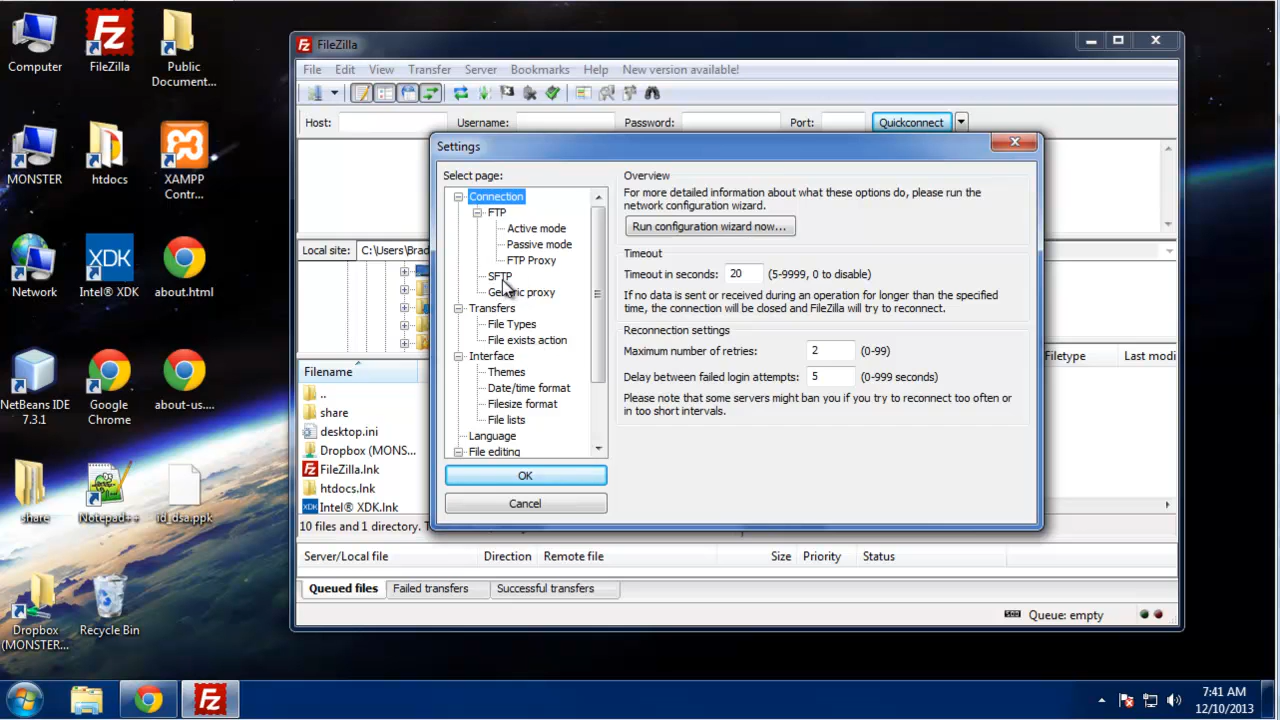 Computer
FileZilla
Public
Document...
MONSTER
htdocs
XAMPP
Contr...
Network
Intel® XDK
about.html
NetBeans IDE
7.3.1
Google
Chrome
about-us....
share
Notepad++
id_dsa.ppk
Dropbox
(MONSTER...
Recycle Bin
FileZilla
File Edit View Transfer Server Bookmarks Help New version available!
Host: Username: Password: Port: Quickconnect
Local site: C:\Users\Brad
Filename
Filetype
Last modi
..
share
desktop.ini
Dropbox (MONS...
FileZilla.lnk
htdocs.lnk
Intel® XDK.lnk
10 files and 1 directory.
Server/Local file Direction Remote file Size Priority Status
Queued files Failed transfers Successful transfers
Queue: empty
Settings
Select page:
Connection
FTP
Active mode
Passive mode
FTP Proxy
SFTP
Generic proxy
Transfers
File Types
File exists action
Interface
Themes
Date/time format
Filesize format
File lists
Language
File editing
OK
Cancel
Overview
For more detailed information about what these options do, please run the
network configuration wizard.
Run configuration wizard now...
Timeout
Timeout in seconds: 20 (5-9999, 0 to disable)
If no data is sent or received during an operation for longer than the specified
time, the connection will be closed and FileZilla will try to reconnect.
Reconnection settings
Maximum number of retries: 2 (0-99)
Delay between failed login attempts: 5 (0-999 seconds)
Please note that some servers might ban you if you try to reconnect too often or
in too short intervals.
7:41 AM
12/10/2013